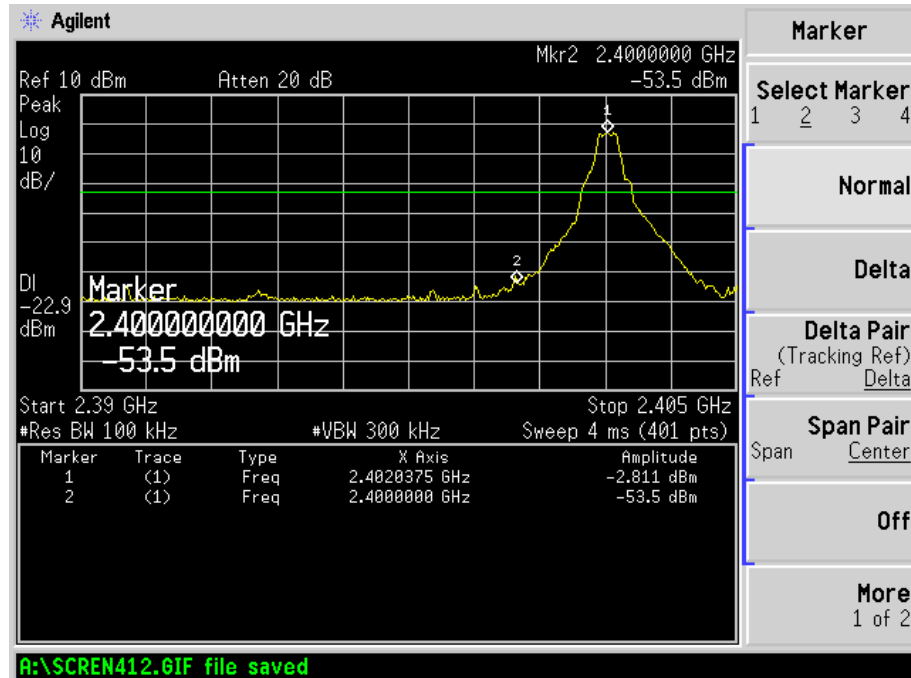 Agilent
Mkr2 2.4000000 GHz
Ref 10 dBm Atten 20 dB -53.5 dBm
Peak
Log
10
dB/
1
2
DI
-22.9
dBm
Marker
2.400000000 GHz
-53.5 dBm
Start 2.39 GHz Stop 2.405 GHz
#Res BW 100 kHz #VBW 300 kHz Sweep 4 ms (401 pts)
Marker Trace Type X Axis Amplitude
1 (1) Freq 2.4020375 GHz -2.811 dBm
2 (1) Freq 2.4000000 GHz -53.5 dBm
A:\SCREN412.GIF file saved
Marker
Select Marker
1 2 3 4
Normal
Delta
Delta Pair
(Tracking Ref)
Ref Delta
Span Pair
Span Center
Off
More
1 of 2